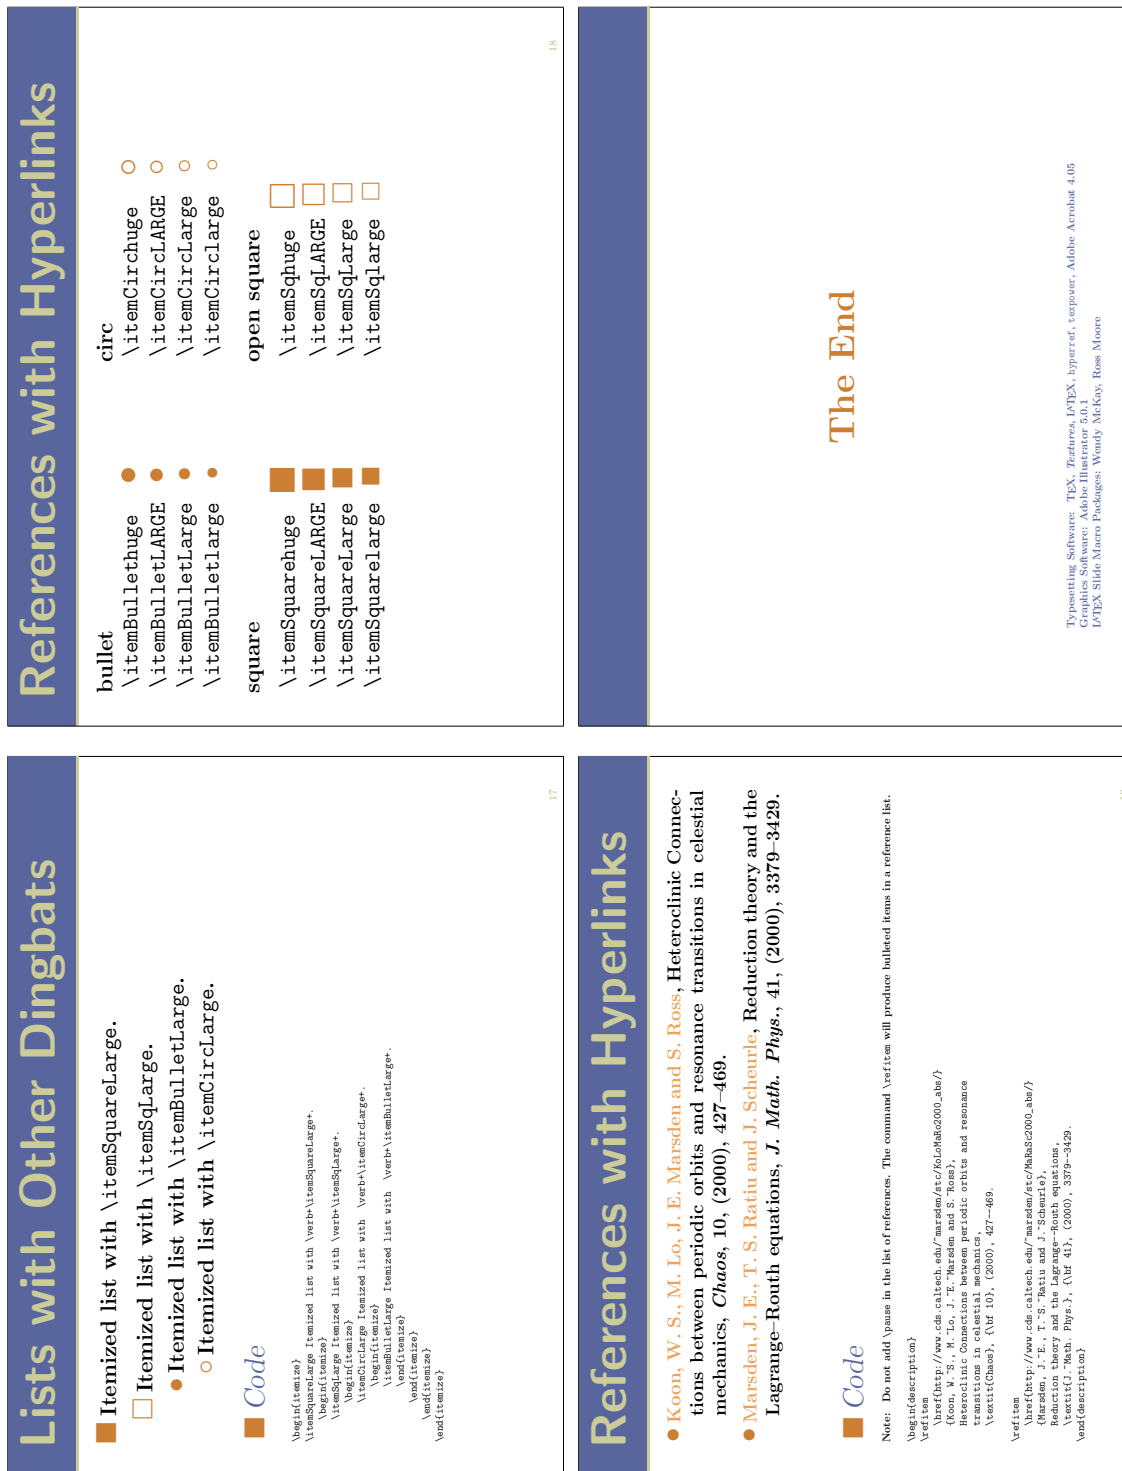 Lists with Other Dingbats
■ Itemized list with \itemSquareLarge.
□ Itemized list with \itemSqLarge.
● Itemized list with \itemBulletLarge.
○ Itemized list with \itemCircLarge.
■ Code
\begin{itemize}
\itemSquareLarge Itemized list with \verb+\itemSquareLarge+.
\begin{itemize}
\itemSqLarge Itemized list with \verb+\itemSqLarge+.
\begin{itemize}
\itemCircLarge Itemized list with \verb+\itemCircLarge+.
\begin{itemize}
\itemBulletLarge Itemized list with \verb+\itemBulletLarge+.
\end{itemize}
\end{itemize}
\end{itemize}
\end{itemize}
17
References with Hyperlinks
bullet
\itemBullethuge ●
\itemBulletLARGE ●
\itemBulletLarge ●
\itemBulletlarge ●
circ
\itemCirchuge ○
\itemCircLARGE ○
\itemCircLarge ○
\itemCirclarge ○
square
\itemSquarehuge ■
\itemSquareLARGE ■
\itemSquareLarge ■
\itemSquarelarge ■
open square
\itemSqhuge □
\itemSqLARGE □
\itemSqLarge □
\itemSqlarge □
18
References with Hyperlinks
● Koon, W. S., M. Lo, J. E. Marsden and S. Ross, Heteroclinic Connec-
tions between periodic orbits and resonance transitions in celestial
mechanics, Chaos, 10, (2000), 427–469.
● Marsden, J. E., T. S. Ratiu and J. Scheurle, Reduction theory and the
Lagrange–Routh equations, J. Math. Phys., 41, (2000), 3379–3429.
■ Code
Note: Do not add \pause in the list of references. The command \refitem will produce bulleted items in a reference list.
\begin{description}
\refitem
\href{http://www.cds.caltech.edu/~marsden/stc/KoLoMaRo2000_abs/}
{Koon, W.~S., M.~Lo, J.~E.~Marsden and S.~Ross},
Heteroclinic Connections between periodic orbits and resonance
transitions in celestial mechanics,
\textit{Chaos}, {\bf 10}, (2000), 427--469.
\refitem
\href{http://www.cds.caltech.edu/~marsden/stc/MaRaSc2000_abs/}
{Marsden, J.~E., T.~S.~Ratiu and J.~Scheurle},
Reduction theory and the Lagrange--Routh equations,
\textit{J.~Math. Phys.}, {\bf 41}, (2000), 3379--3429.
\end{description}
The End
Typesetting Software: TEX, Textures, LATEX, hyperref, texpower, Adobe Acrobat 4.05
Graphics Software: Adobe Illustrator 5.0.1
LATEX Slide Macro Packages: Wendy McKay, Ross Moore